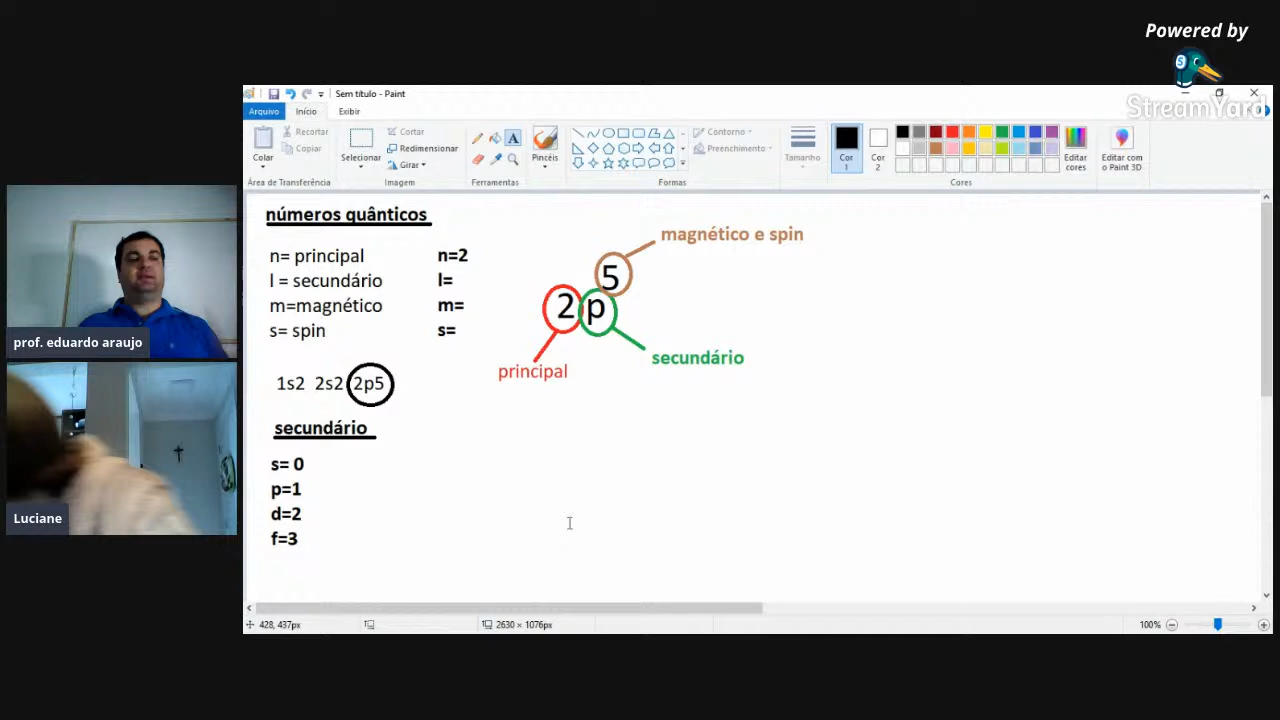 Powered by
StreamYard
Sem título - Paint
Arquivo Início Exibir
Colar
Recortar
Copiar
Área de Transferência
Selecionar
Cortar
Redimensionar
Girar
Imagem
A
Ferramentas
Pincéis
Formas
Contorno
Preenchimento
Tamanho
Cor 1
Cor 2
Editar cores
Cores
Editar com o Paint 3D
números quânticos
n= principal
l = secundário
m=magnético
s= spin
n=2
l=
m=
s=
magnético e spin
5
2 p
secundário
principal
1s2 2s2 2p5
secundário
s= 0
p=1
d=2
f=3
prof. eduardo araujo
Luciane
428, 437px
2630 × 1076px
100%